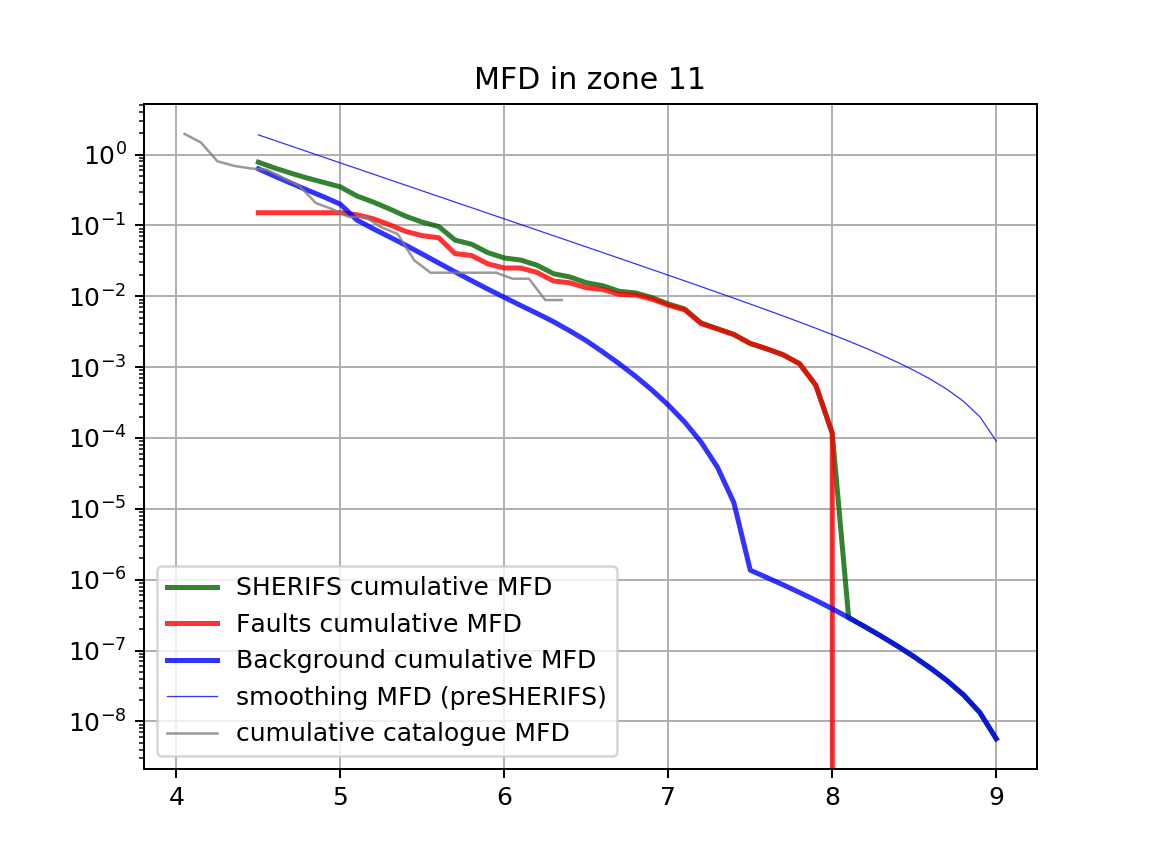 MFD in zone 11
10⁰
10⁻¹
10⁻²
10⁻³
10⁻⁴
10⁻⁵
10⁻⁶
10⁻⁷
10⁻⁸
SHERIFS cumulative MFD
Faults cumulative MFD
Background cumulative MFD
smoothing MFD (preSHERIFS)
cumulative catalogue MFD
4 5 6 7 8 9